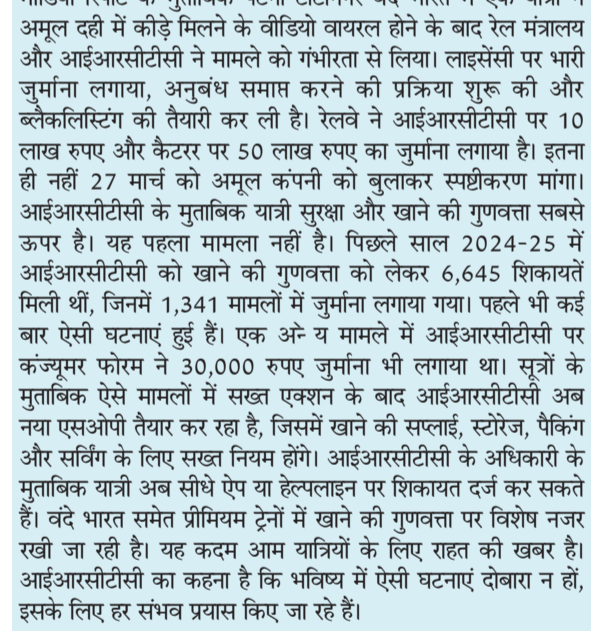 अमूल दही में कीड़े मिलने के वीडियो वायरल होने के बाद रेल मंत्रालय
और आईआरसीटीसी ने मामले को गंभीरता से लिया। लाइसेंसी पर भारी
जुर्माना लगाया, अनुबंध समाप्त करने की प्रक्रिया शुरू की और
ब्लैकलिस्टिंग की तैयारी कर ली है। रेलवे ने आईआरसीटीसी पर 10
लाख रुपए और कैटरर पर 50 लाख रुपए का जुर्माना लगाया है। इतना
ही नहीं 27 मार्च को अमूल कंपनी को बुलाकर स्पष्टीकरण मांगा।
आईआरसीटीसी के मुताबिक यात्री सुरक्षा और खाने की गुणवत्ता सबसे
ऊपर है। यह पहला मामला नहीं है। पिछले साल 2024-25 में
आईआरसीटीसी को खाने की गुणवत्ता को लेकर 6,645 शिकायतें
मिली थीं, जिनमें 1,341 मामलों में जुर्माना लगाया गया। पहले भी कई
बार ऐसी घटनाएं हुई हैं। एक अन्य मामले में आईआरसीटीसी पर
कंज्यूमर फोरम ने 30,000 रुपए जुर्माना भी लगाया था। सूत्रों के
मुताबिक ऐसे मामलों में सख्त एक्शन के बाद आईआरसीटीसी अब
नया एसओपी तैयार कर रहा है, जिसमें खाने की सप्लाई, स्टोरेज, पैकिंग
और सर्विंग के लिए सख्त नियम होंगे। आईआरसीटीसी के अधिकारी के
मुताबिक यात्री अब सीधे ऐप या हेल्पलाइन पर शिकायत दर्ज कर सकते
हैं। वंदे भारत समेत प्रीमियम ट्रेनों में खाने की गुणवत्ता पर विशेष नजर
रखी जा रही है। यह कदम आम यात्रियों के लिए राहत की खबर है।
आईआरसीटीसी का कहना है कि भविष्य में ऐसी घटनाएं दोबारा न हों,
इसके लिए हर संभव प्रयास किए जा रहे हैं।